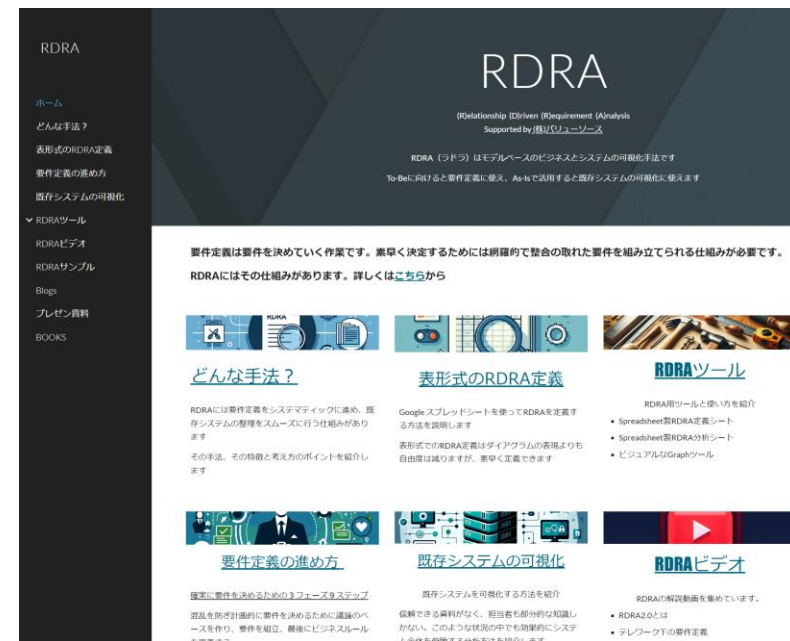 RDRA
ホーム
どんな手法？
表形式のRDRA定義
要件定義の進め方
既存システムの可視化
RDRAツール
RDRAビデオ
RDRAサンプル
Blogs
プレゼン資料
BOOKS
RDRA
(R)elationship (D)riven (R)equirement (A)nalysis
Supported by (株)バリューソース
RDRA（ラドラ）はモデルベースのビジネスとシステムの可視化手法です
To-Beに向けると要件定義に使え、As-Isで活用すると既存システムの可視化に使えます
要件定義は要件を決めていく作業です。素早く決定するためには網羅的で整合の取れた要件を組み立てられる仕組みが必要です。
RDRAにはその仕組みがあります。詳しくはこちらから
RDRA
どんな手法？
RDRAには要件定義をシステマティックに進め、既
存システムの整理をスムーズに行う仕組みがあり
ます
その手法、その特徴と考え方のポイントを紹介し
ます
表形式のRDRA定義
Google スプレッドシートを使ってRDRAを定義す
る方法を説明します
表形式でのRDRA定義はダイアグラムの表現よりも
自由度は減りますが、素早く定義できます
RDRAツール
RDRA用ツールと使い方を紹介
• Spreadsheet製RDRA定義シート
• Spreadsheet製RDRA分析シート
• ビジュアルなGraphツール
要件定義の進め方
確実に要件を決めるための３フェーズ９ステップ
混乱を防ぎ計画的に要件を決めるために議論のベ
ースを作り、要件を組立、最後にビジネスルール
既存システムの可視化
既存システムを可視化する方法を紹介
信頼できる資料がなく、担当者も部分的な知識し
かない。このような状況の中でも効果的にシステ
RDRAビデオ
RDRAの解説動画を集めています。
• RDRA2.0とは
• テレワーク下の要件定義